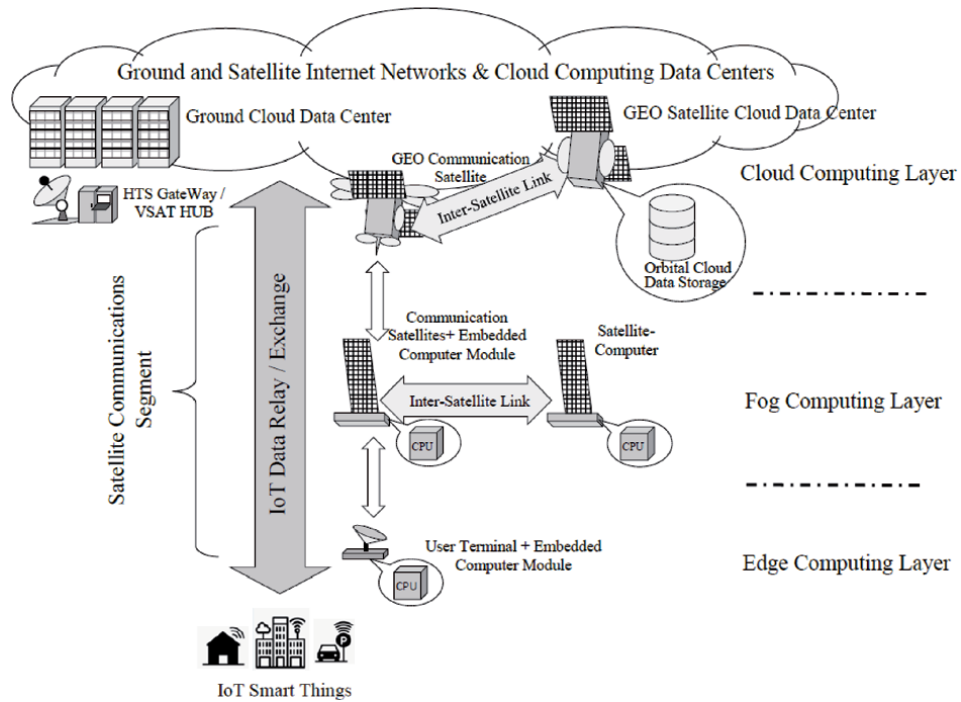 Ground and Satellite Internet Networks & Cloud Computing Data Centers
Ground Cloud Data Center
GEO Satellite Cloud Data Center
GEO Communication
Satellite
Cloud Computing Layer
HTS GateWay /
VSAT HUB
Inter-Satellite Link
Orbital Cloud
Data Storage
Satellite Communications
Segment
IoT Data Relay / Exchange
Communication
Satellites+ Embedded
Computer Module
Satellite-
Computer
Inter-Satellite Link
Fog Computing Layer
CPU
CPU
User Terminal + Embedded
Computer Module
Edge Computing Layer
CPU
P
IoT Smart Things